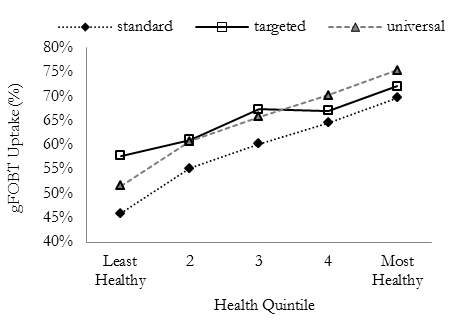 standard targeted universal
80%
75%
70%
65%
60%
55%
50%
45%
40%
gFOBT Uptake (%)
Least
Healthy
2
3
4
Most
Healthy
Health Quintile